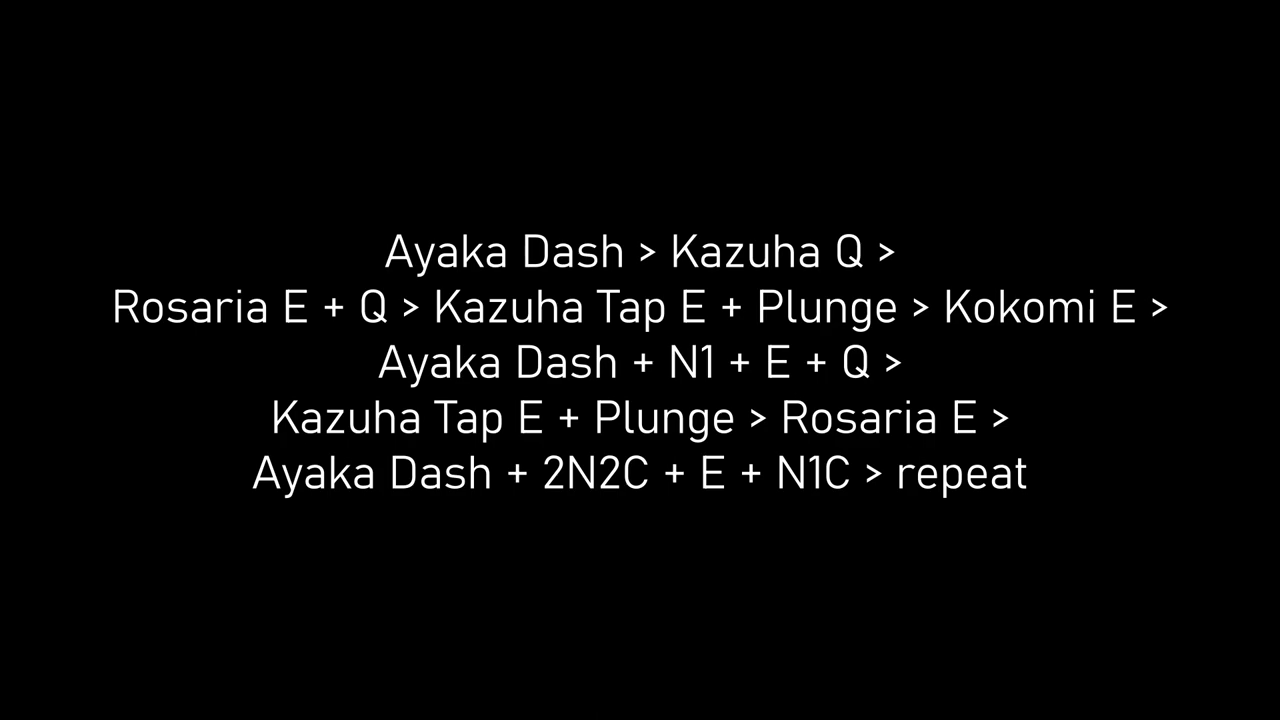 Ayaka Dash > Kazuha Q >
Rosaria E + Q > Kazuha Tap E + Plunge > Kokomi E >
Ayaka Dash + N1 + E + Q >
Kazuha Tap E + Plunge > Rosaria E >
Ayaka Dash + 2N2C + E + N1C > repeat